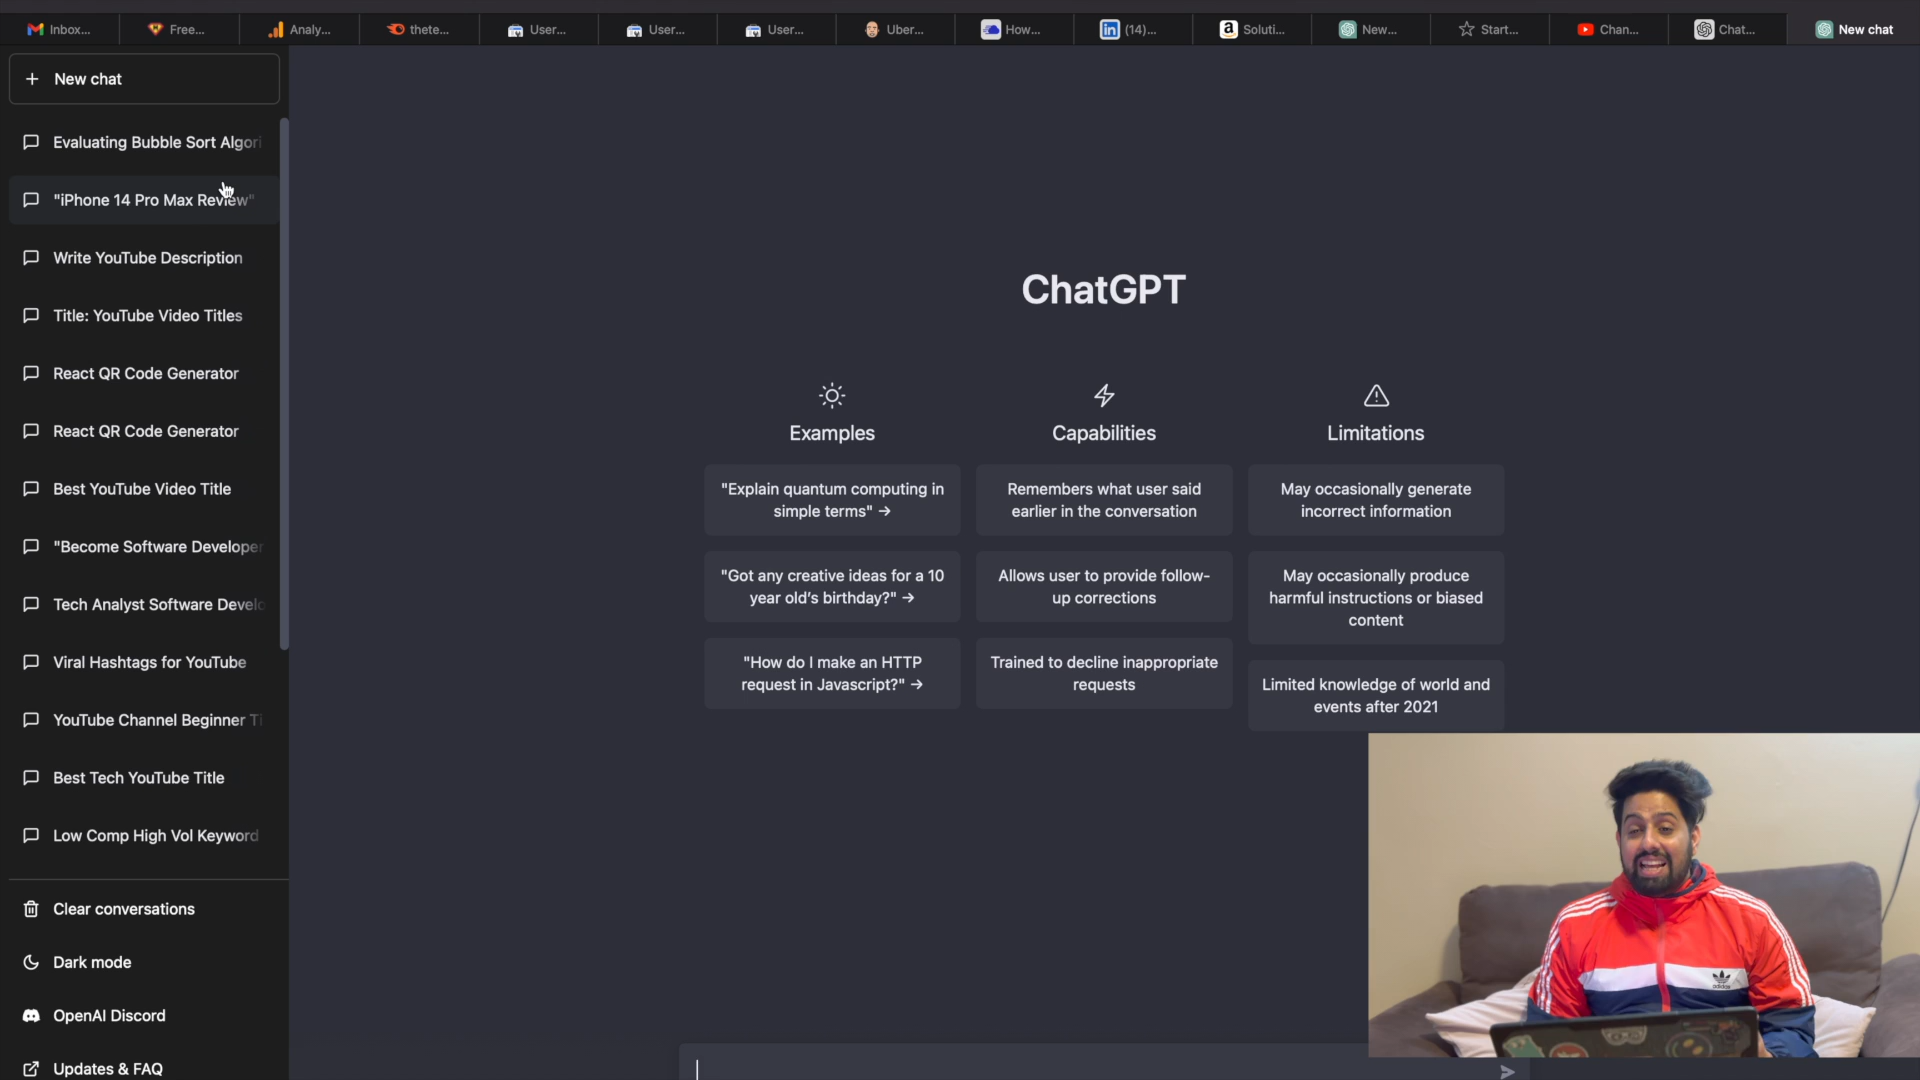 Inbox...
Free...
Analy...
thete...
User...
User...
User...
Uber...
How...
(14)...
Soluti...
New...
Start...
Chan...
Chat...
New chat
New chat
Evaluating Bubble Sort Algori
"iPhone 14 Pro Max Review"
Write YouTube Description
Title: YouTube Video Titles
React QR Code Generator
React QR Code Generator
Best YouTube Video Title
"Become Software Developer
Tech Analyst Software Develo
Viral Hashtags for YouTube
YouTube Channel Beginner Ti
Best Tech YouTube Title
Low Comp High Vol Keyword
Clear conversations
Dark mode
OpenAI Discord
Updates & FAQ
ChatGPT
Examples
"Explain quantum computing in
simple terms" →
"Got any creative ideas for a 10
year old's birthday?" →
"How do I make an HTTP
request in Javascript?" →
Capabilities
Remembers what user said
earlier in the conversation
Allows user to provide follow-
up corrections
Trained to decline inappropriate
requests
Limitations
May occasionally generate
incorrect information
May occasionally produce
harmful instructions or biased
content
Limited knowledge of world and
events after 2021
adidas